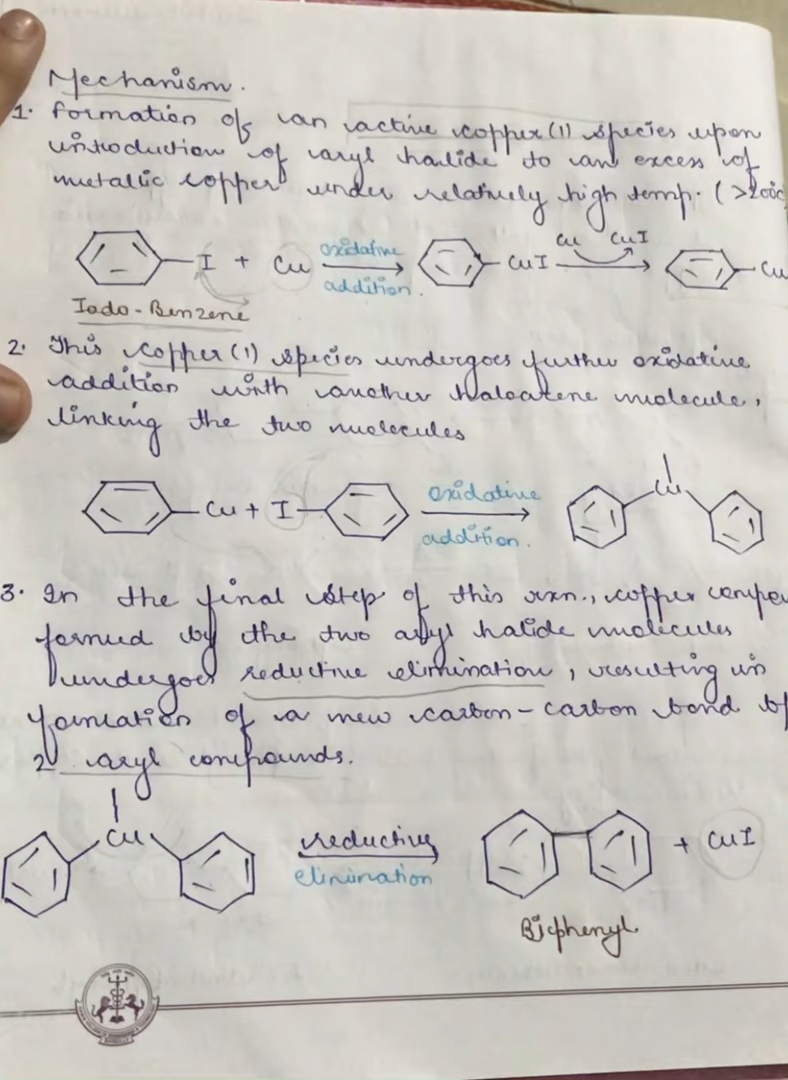 Mechanism.
1. Formation of an active copper(I) species upon
introduction of aryl halide to an excess of
metallic copper under relatively high temp. (>200c
I + Cu oxidative addition. CuI Cu CuI Cu
Iodo-Benzene
2. This copper(I) species undergoes further oxidative
addition with another haloarene molecule,
linking the two molecules
Cu + I oxidative addition. I Cu
3. In the final step of this rxn., copper compo
formed by the two aryl halide molecules
undergoes reductive elimination, resulting in
formation of a new carbon-carbon bond b/
2 aryl compounds.
I Cu reductive elimination + CuI
Biphenyl